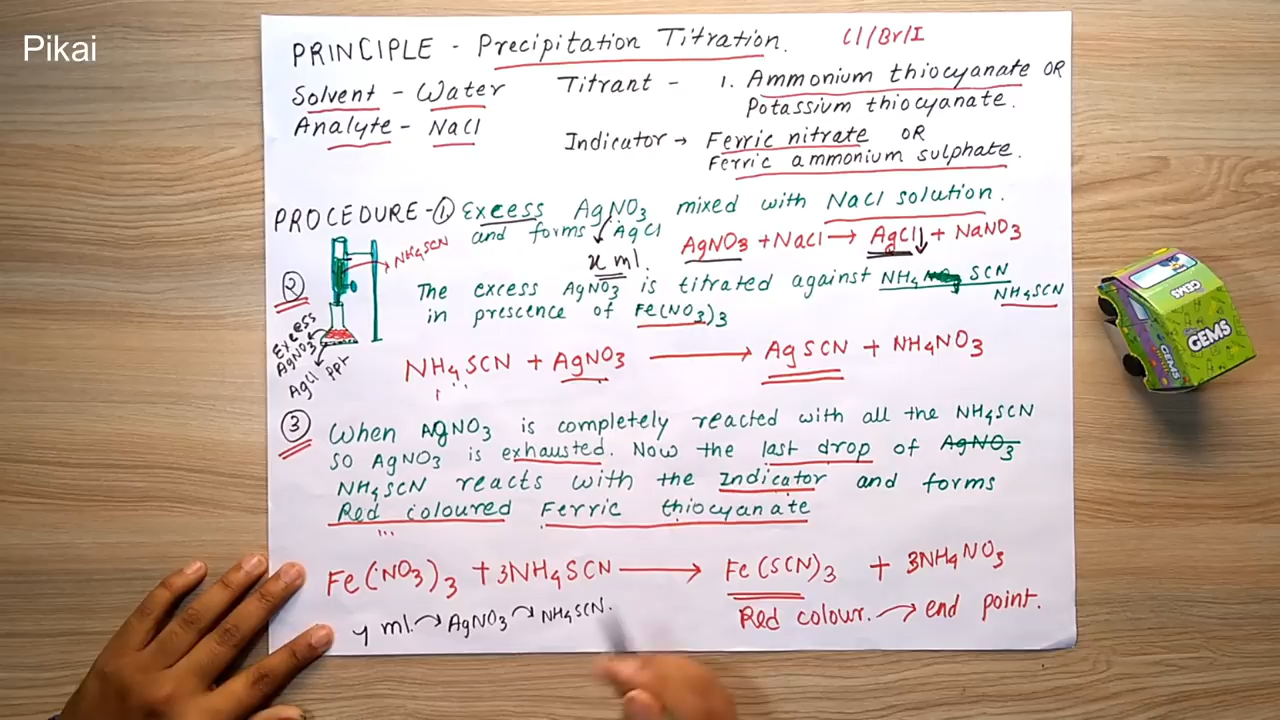 Pikai
PRINCIPLE - Precipitation Titration. Cl/Br/I
Solvent - Water
Analyte - NaCl
Titrant - 1. Ammonium thiocyanate OR
Potassium thiocyanate.
Indicator → Ferric nitrate OR
Ferric ammonium sulphate.
PROCEDURE - ① Excess AgNO3 mixed with NaCl solution.
and forms AgCl
x ml.
AgNO3 + NaCl → AgCl↓ + NaNO3
② NH4SCN
Excess
AgNO3
AgCl ppt
The excess AgNO3 is titrated against NH4 SCN
NH4SCN
in prescence of Fe(NO3)3
NH4SCN + AgNO3 → AgSCN + NH4NO3
③ When AgNO3 is completely reacted with all the NH4SCN
so AgNO3 is exhausted. Now the last drop of AgNO3
NH4SCN reacts with the Indicator and forms
Red coloured Ferric thiocyanate
Fe(NO3)3 + 3NH4SCN → Fe(SCN)3 + 3NH4NO3
y ml. → AgNO3 → NH4SCN.
Red colour. → end point.
GEMS
GEMS
GEMS